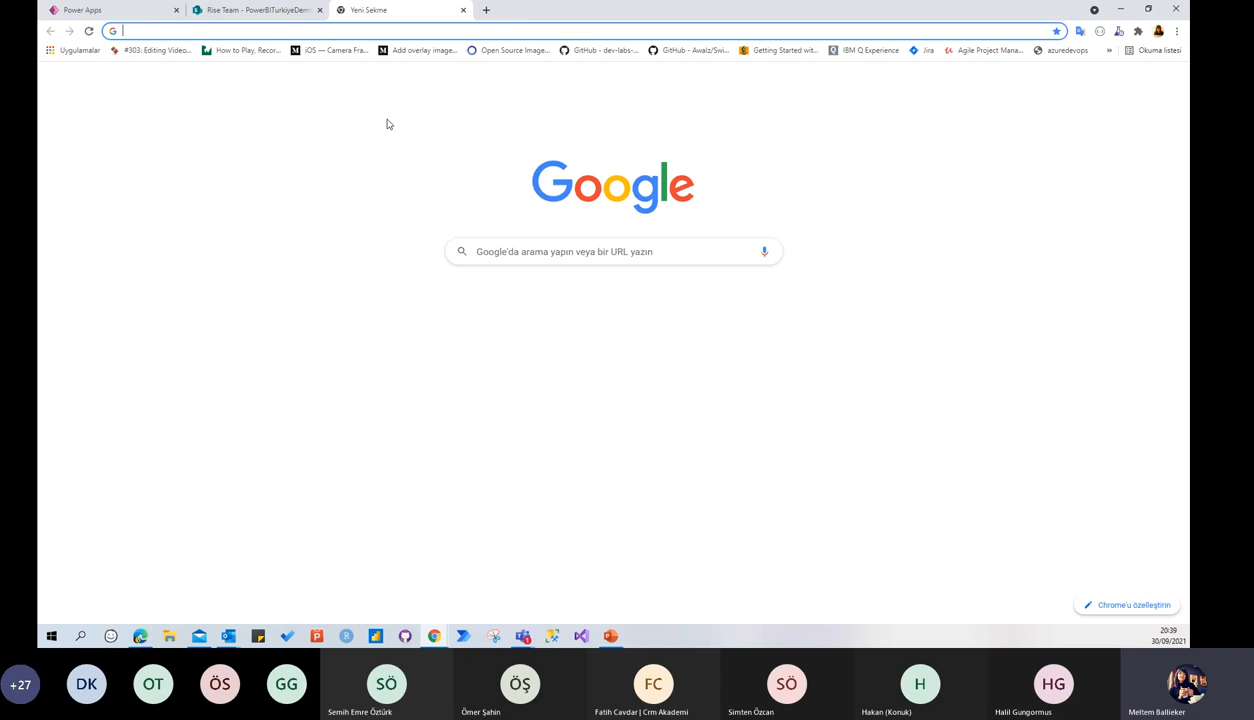 Power Apps
Rise Team - PowerBITurkiyeDem
Yeni Sekme
Uygulamalar
#303: Editing Video...
How to Play, Recor...
iOS — Camera Fra...
Add overlay image...
Open Source Image...
GitHub - dev-labs-...
GitHub - Awalz/Swi...
Getting Started wit...
IBM Q Experience
Jira
Agile Project Mana...
azuredevops
»
Okuma listesi
Google
Google'da arama yapın veya bir URL yazın
Chrome'u özelleştirin
20:39
30/09/2021
+27
DK
OT
ÖS
GG
SÖ
Semih Emre Öztürk
ÖŞ
Ömer Şahin
FC
Fatih Cavdar | Crm Akademi
SÖ
Simten Özcan
H
Hakan (Konuk)
HG
Halil Gungormus
Meltem Ballieker